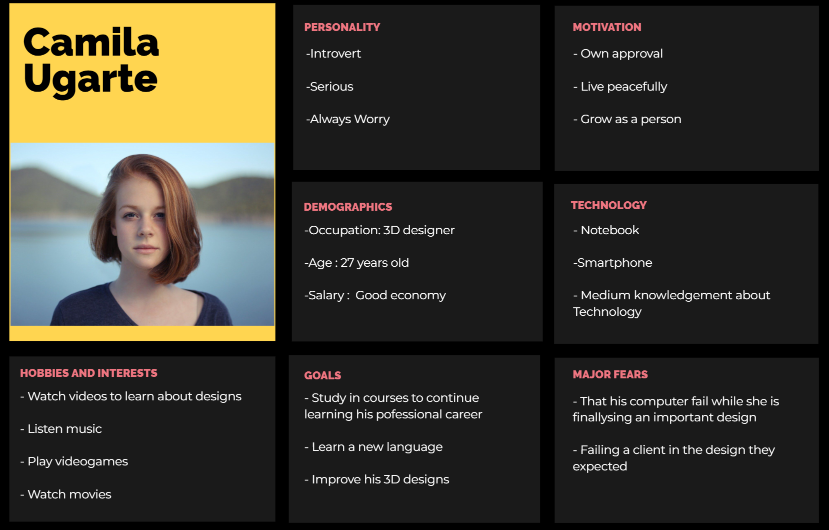 Camila
Ugarte
PERSONALITY
-Introvert
-Serious
-Always Worry
MOTIVATION
- Own approval
- Live peacefully
- Grow as a person
DEMOGRAPHICS
-Occupation: 3D designer
-Age : 27 years old
-Salary :  Good economy
TECHNOLOGY
- Notebook
-Smartphone
- Medium knowledgement about
Technology
HOBBIES AND INTERESTS
- Watch videos to learn about designs
- Listen music
- Play videogames
- Watch movies
GOALS
- Study in courses to continue
learning his pofessional career
- Learn a new language
- Improve his 3D designs
MAJOR FEARS
- That his computer fail while she is
finallysing an important design
- Failing a client in the design they
expected